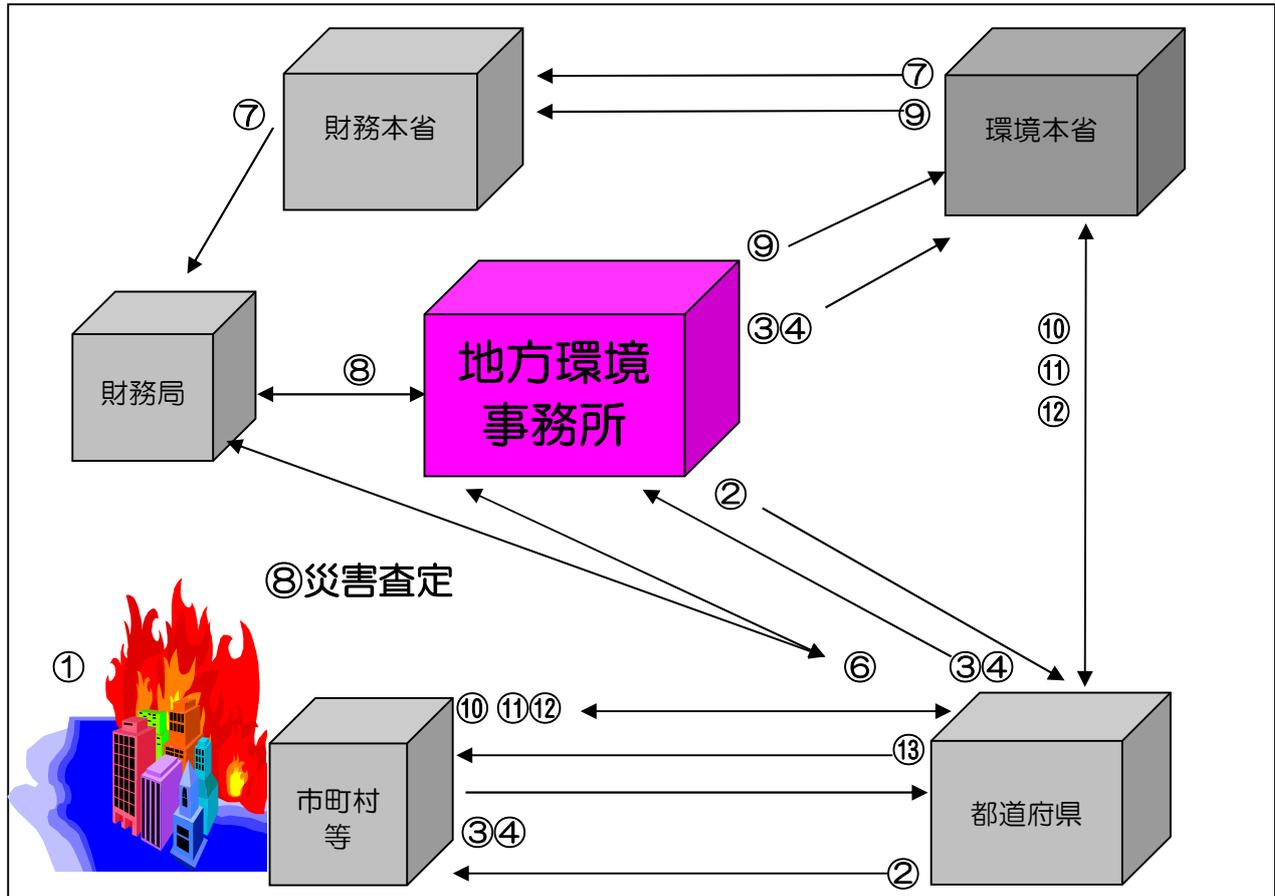 ⑦
財務本省
⑦
⑨
環境本省
⑨
③④
地方環境
事務所
⑧
財務局
⑩
⑪
⑫
②
⑧災害査定
①
⑥
③④
⑩ ⑪⑫
⑬
市町村
等
③④
都道府県
②